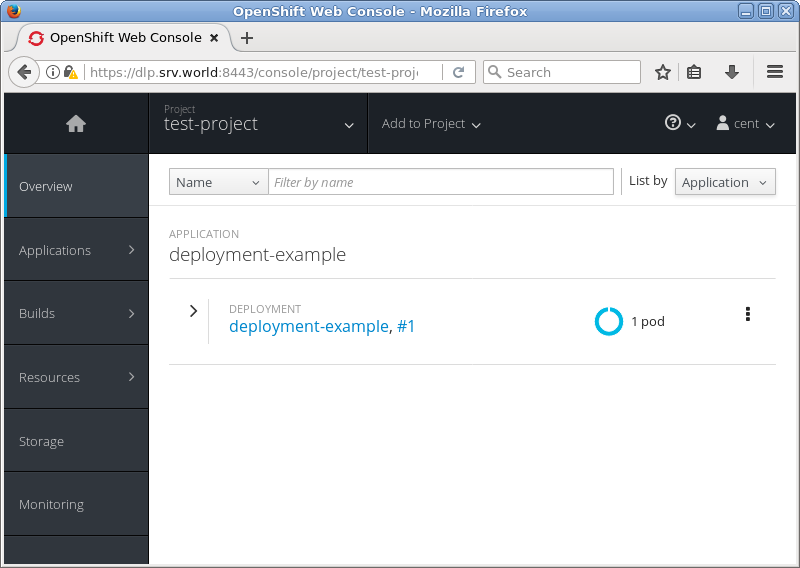 OpenShift Web Console - Mozilla Firefox
OpenShift Web Console
https://dlp.srv.world:8443/console/project/test-proj
Search
Project
test-project
Add to Project
cent
Overview
Applications
Builds
Resources
Storage
Monitoring
Name
Filter by name
List by
Application
APPLICATION
deployment-example
DEPLOYMENT
deployment-example, #1
1 pod